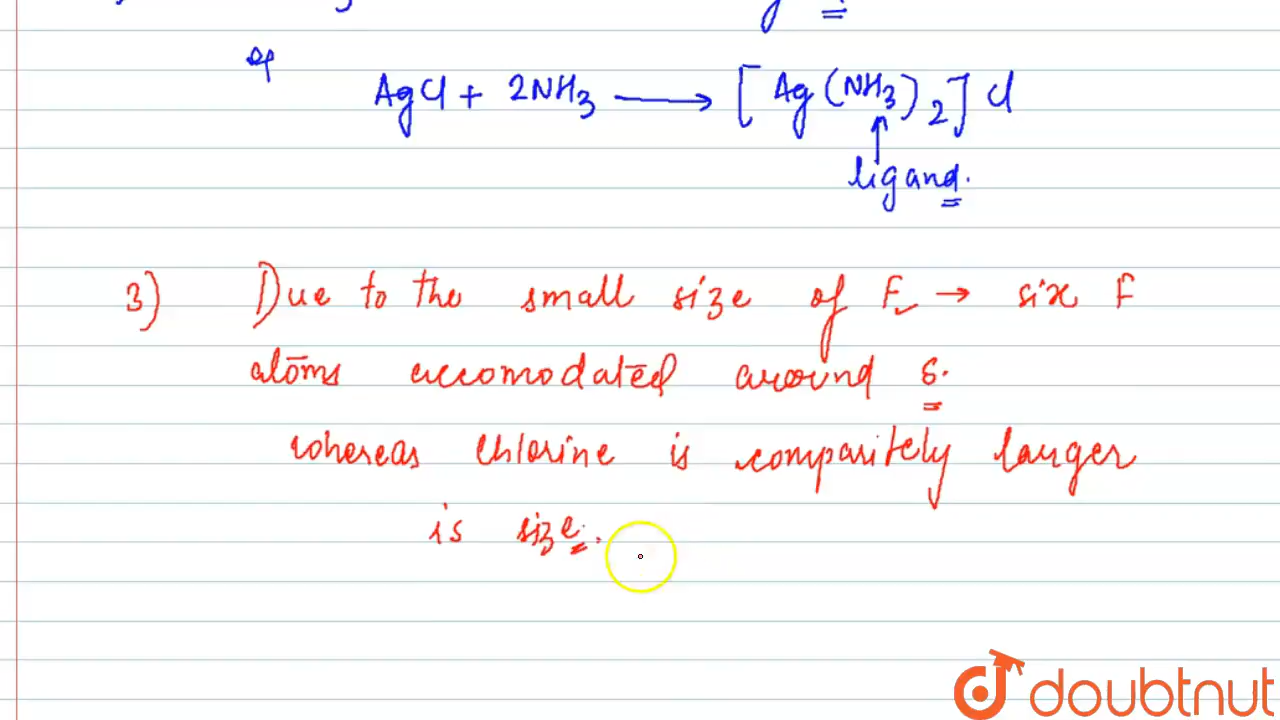 eg
AgCl + 2NH3 ⟶ [Ag(NH3)2]Cl
↑
ligand.
3) Due to the small size of F → six F
atoms accomodated around S.
whereas chlorine is comparitely larger
is size.
doubtnut